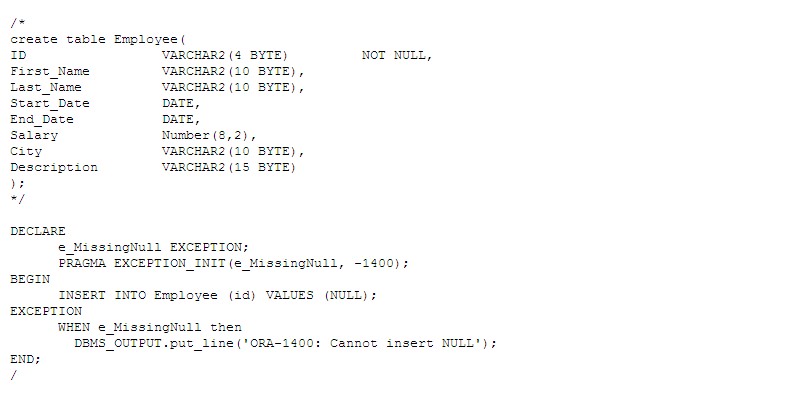 /*
create table Employee(
ID                 VARCHAR2(4 BYTE)         NOT NULL,
First_Name         VARCHAR2(10 BYTE),
Last_Name          VARCHAR2(10 BYTE),
Start_Date         DATE,
End_Date           DATE,
Salary             Number(8,2),
City               VARCHAR2(10 BYTE),
Description        VARCHAR2(15 BYTE)
);
*/

DECLARE
      e_MissingNull EXCEPTION;
      PRAGMA EXCEPTION_INIT(e_MissingNull, -1400);
BEGIN
      INSERT INTO Employee (id) VALUES (NULL);
EXCEPTION
      WHEN e_MissingNull then
        DBMS_OUTPUT.put_line('ORA-1400: Cannot insert NULL');
END;
/